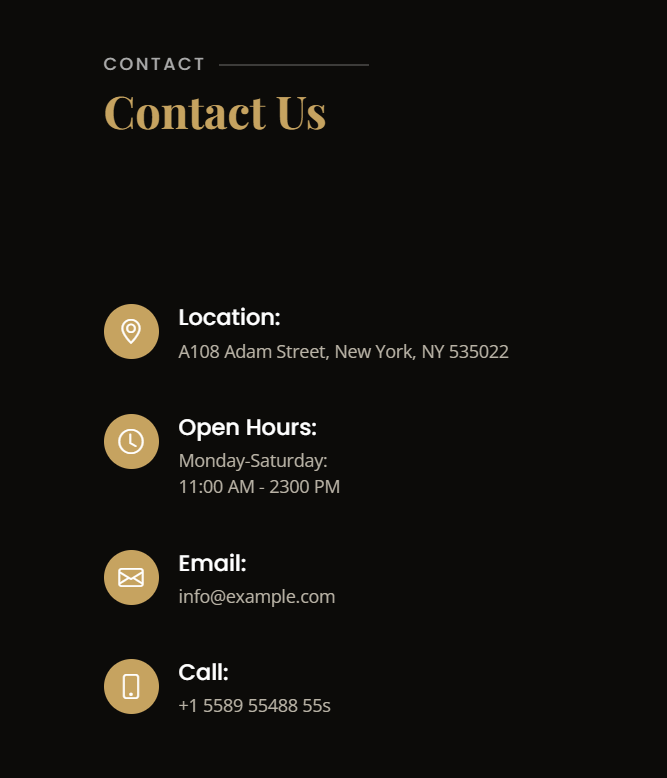 CONTACT
Contact Us
Location:
A108 Adam Street, New York, NY 535022
Open Hours:
Monday-Saturday:
11:00 AM - 2300 PM
Email:
info@example.com
Call:
+1 5589 55488 55s